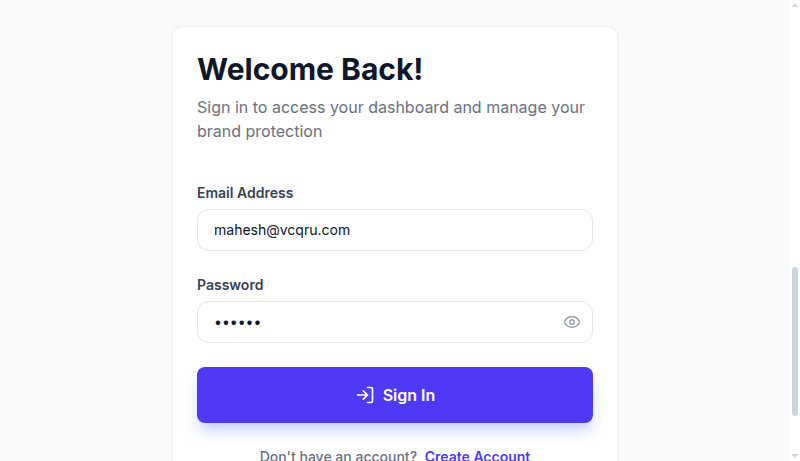 Welcome Back!
Sign in to access your dashboard and manage your
brand protection
Email Address
mahesh@vcqru.com
Password
••••••
Sign In
Don't have an account? Create Account